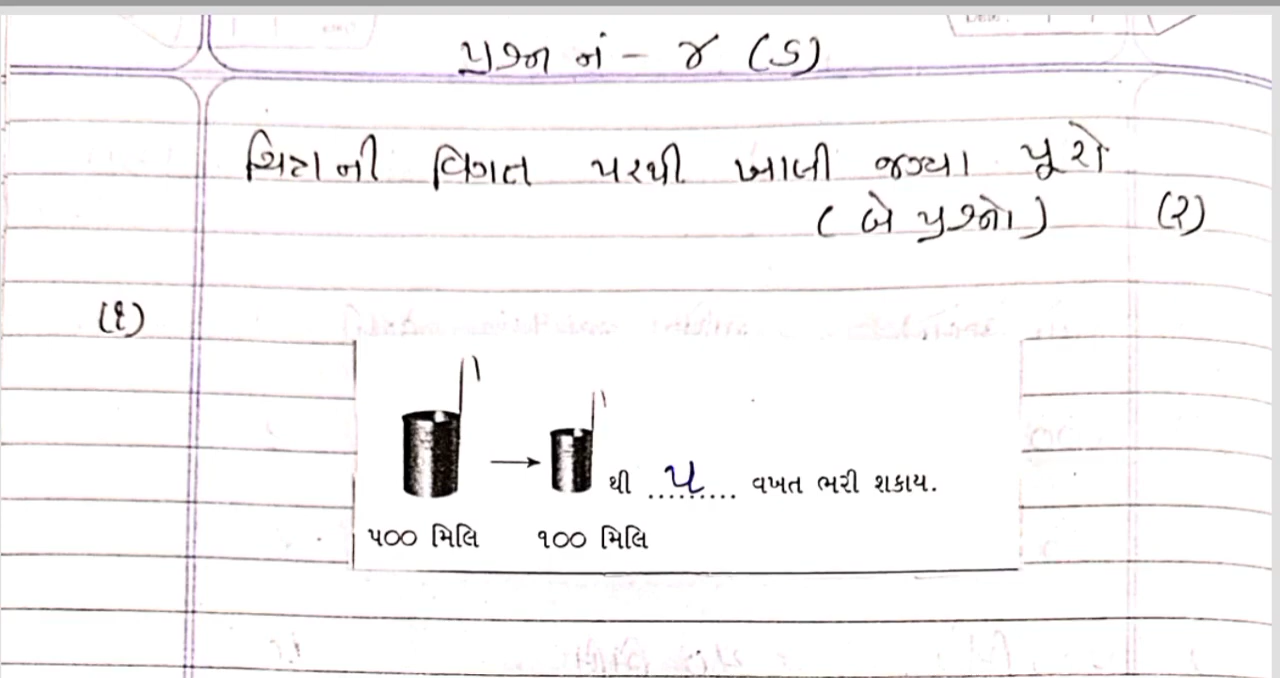 પ્રશ્ન નં - ૪ (ડ)
ચિત્રની વિગત પરથી ખાલી જગ્યા પૂરો
( બે પ્રશ્નો ) (૨)
(૧)
થી ....૫.... વખત ભરી શકાય.
૫૦૦ મિલિ ૧૦૦ મિલિ